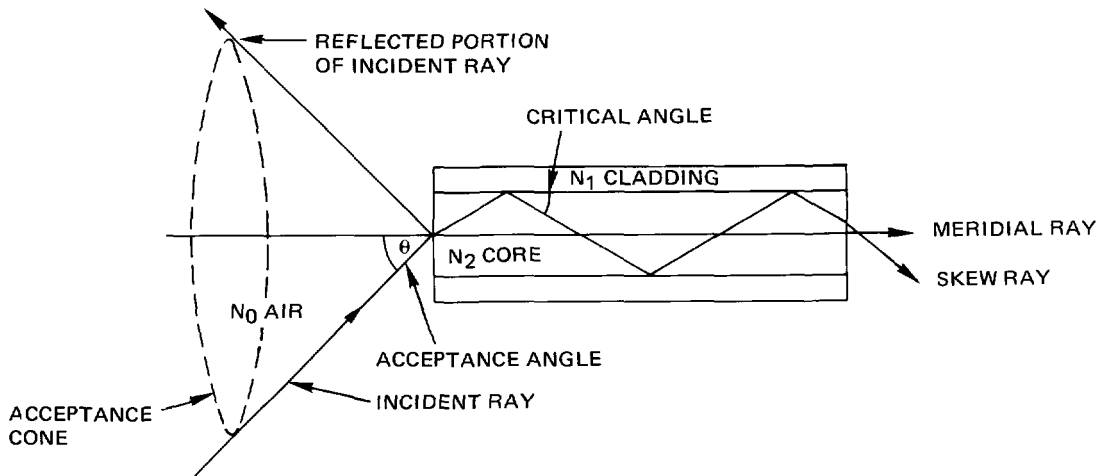 REFLECTED PORTION
OF INCIDENT RAY
CRITICAL ANGLE
N1 CLADDING
MERIDIAL RAY
θ
N2 CORE
SKEW RAY
N0 AIR
ACCEPTANCE ANGLE
INCIDENT RAY
ACCEPTANCE
CONE